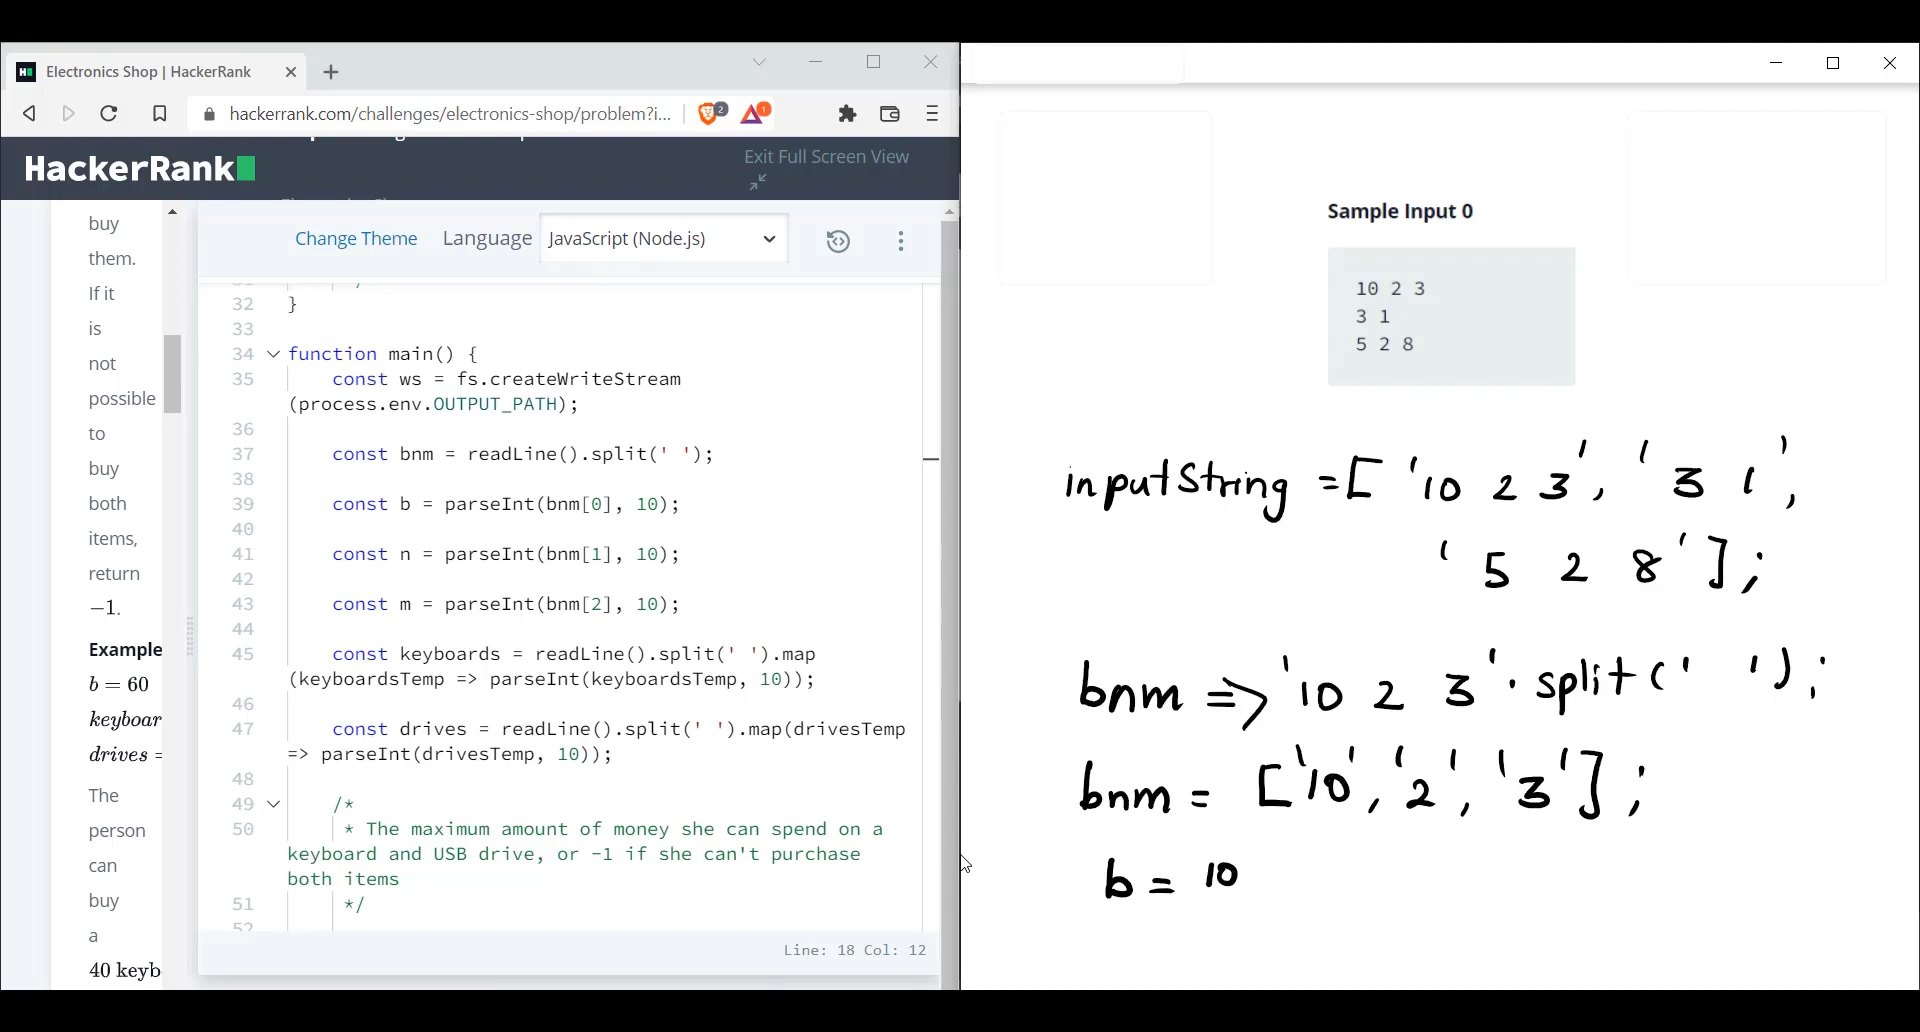 Electronics Shop | HackerRank
hackerrank.com/challenges/electronics-shop/problem?i...
2
1
HackerRank
Exit Full Screen View
buy
them.
If it
is
not
possible
to
buy
both
items,
return
−1.
Example
b = 60
keyboar
drives =
The
person
can
buy
a
40 keyb
Change Theme
Language
JavaScript (Node.js)
32 }
33
34 function main() {
35 const ws = fs.createWriteStream
(process.env.OUTPUT_PATH);
36
37 const bnm = readLine().split(' ');
38
39 const b = parseInt(bnm[0], 10);
40
41 const n = parseInt(bnm[1], 10);
42
43 const m = parseInt(bnm[2], 10);
44
45 const keyboards = readLine().split(' ').map
(keyboardsTemp => parseInt(keyboardsTemp, 10));
46
47 const drives = readLine().split(' ').map(drivesTemp
=> parseInt(drivesTemp, 10));
48
49 /*
50 * The maximum amount of money she can spend on a
keyboard and USB drive, or -1 if she can't purchase
both items
51 */
52
Line: 18 Col: 12
Sample Input 0
10 2 3
3 1
5 2 8
inputString = [ '10 2 3', '3 1',
'5 2 8' ];
bnm => '10 2 3'.split(' ');
bnm = ['10', '2', '3'];
b = 10